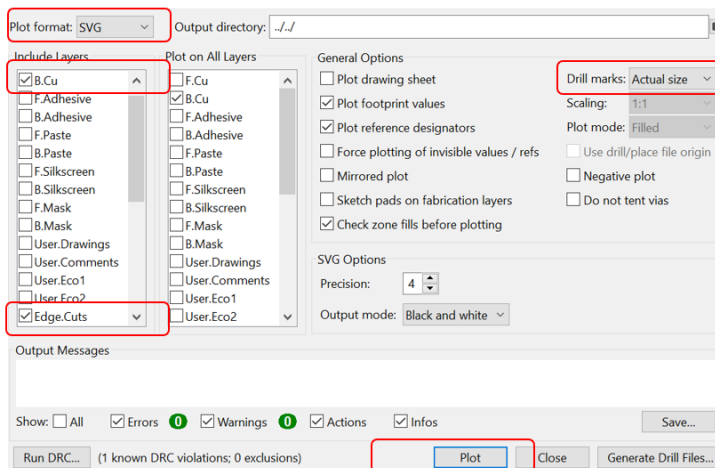 Plot format: SVG Output directory: ../../
Include Layers Plot on All Layers General Options
B.Cu F.Cu Plot drawing sheet Drill marks: Actual size
F.Adhesive B.Cu Plot footprint values Scaling: 1:1
B.Adhesive F.Adhesive Plot reference designators Plot mode: Filled
F.Paste B.Adhesive Force plotting of invisible values / refs Use drill/place file origin
B.Paste F.Paste Mirrored plot Negative plot
F.Silkscreen B.Paste Sketch pads on fabrication layers Do not tent vias
B.Silkscreen F.Silkscreen Check zone fills before plotting
F.Mask B.Silkscreen
B.Mask F.Mask
User.Drawings B.Mask SVG Options
User.Comments User.Drawings Precision: 4
User.Eco1 User.Comments Output mode: Black and white
User.Eco2 User.Eco1
Edge.Cuts User.Eco2
Output Messages
Show: All Errors 0 Warnings 0 Actions Infos Save...
Run DRC... (1 known DRC violations; 0 exclusions) Plot Close Generate Drill Files...